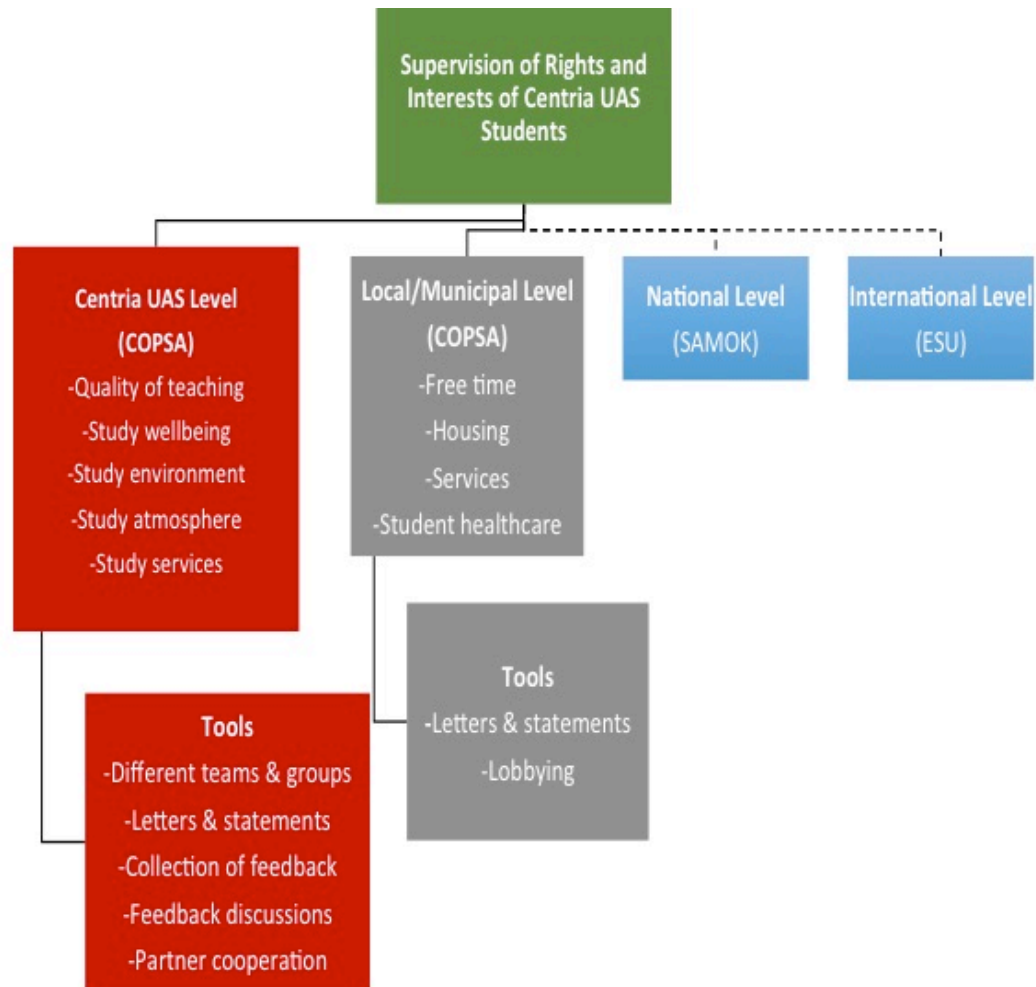 Supervision of Rights and
Interests of Centria UAS
Students
Centria UAS Level
(COPSA)
-Quality of teaching
-Study wellbeing
-Study environment
-Study atmosphere
-Study services
Tools
-Different teams & groups
-Letters & statements
-Collection of feedback
-Feedback discussions
-Partner cooperation
Local/Municipal Level
(COPSA)
-Free time
-Housing
-Services
-Student healthcare
Tools
-Letters & statements
-Lobbying
National Level
(SAMOK)
International Level
(ESU)